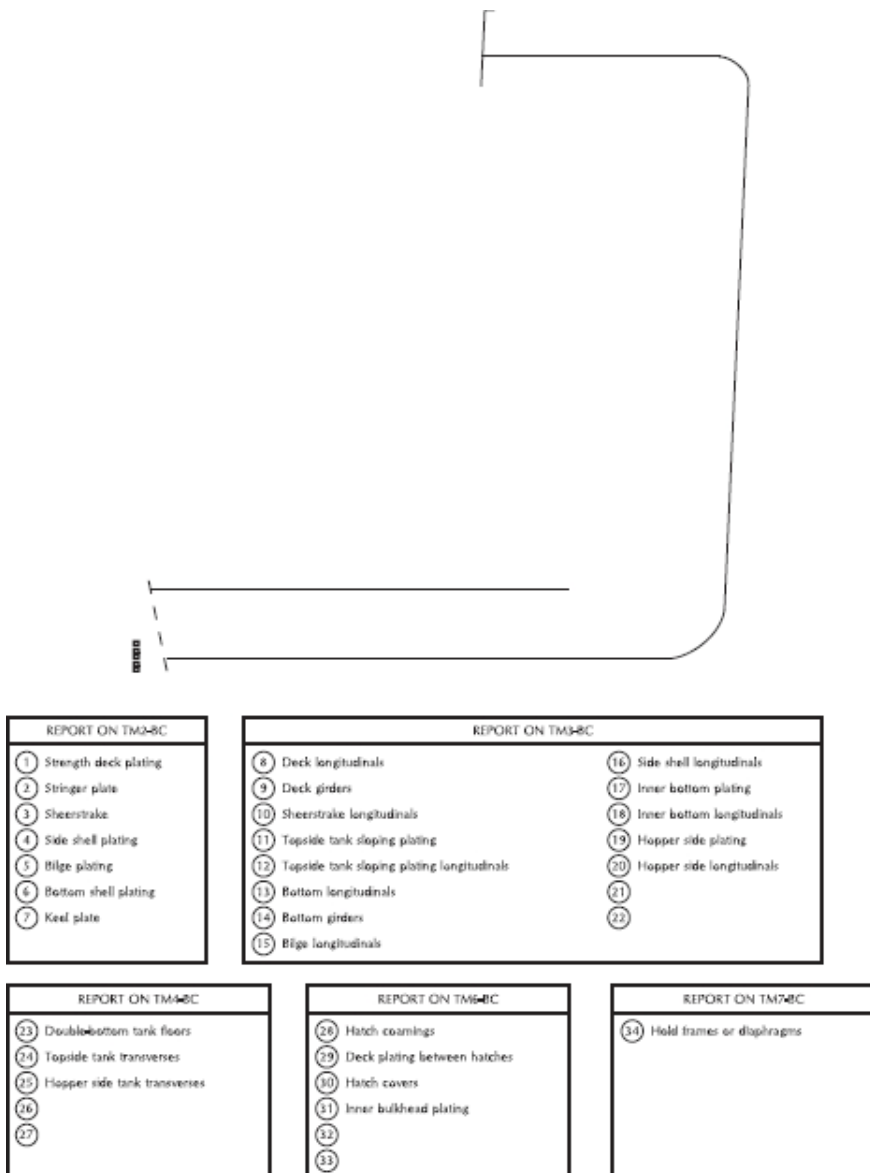 REPORT ON TM2-BC
1 Strength deck plating
2 Stringer plate
3 Sheerstrake
4 Side shell plating
5 Bilge plating
6 Bottom shell plating
7 Keel plate
REPORT ON TM3-BC
8 Deck longitudinals
9 Deck girders
10 Sheerstrake longitudinals
11 Topside tank sloping plating
12 Topside tank sloping plating longitudinals
13 Bottom longitudinals
14 Bottom girders
15 Bilge longitudinals
16 Side shell longitudinals
17 Inner bottom plating
18 Inner bottom longitudinals
19 Hopper side plating
20 Hopper side longitudinals
21
22
REPORT ON TM4-BC
23 Double-bottom tank floors
24 Topside tank transverses
25 Hopper side tank transverses
26
27
REPORT ON TM6-BC
28 Hatch coamings
29 Deck plating between hatches
30 Hatch covers
31 Inner bulkhead plating
32
33
REPORT ON TM7-BC
34 Hold frames or diaphragms